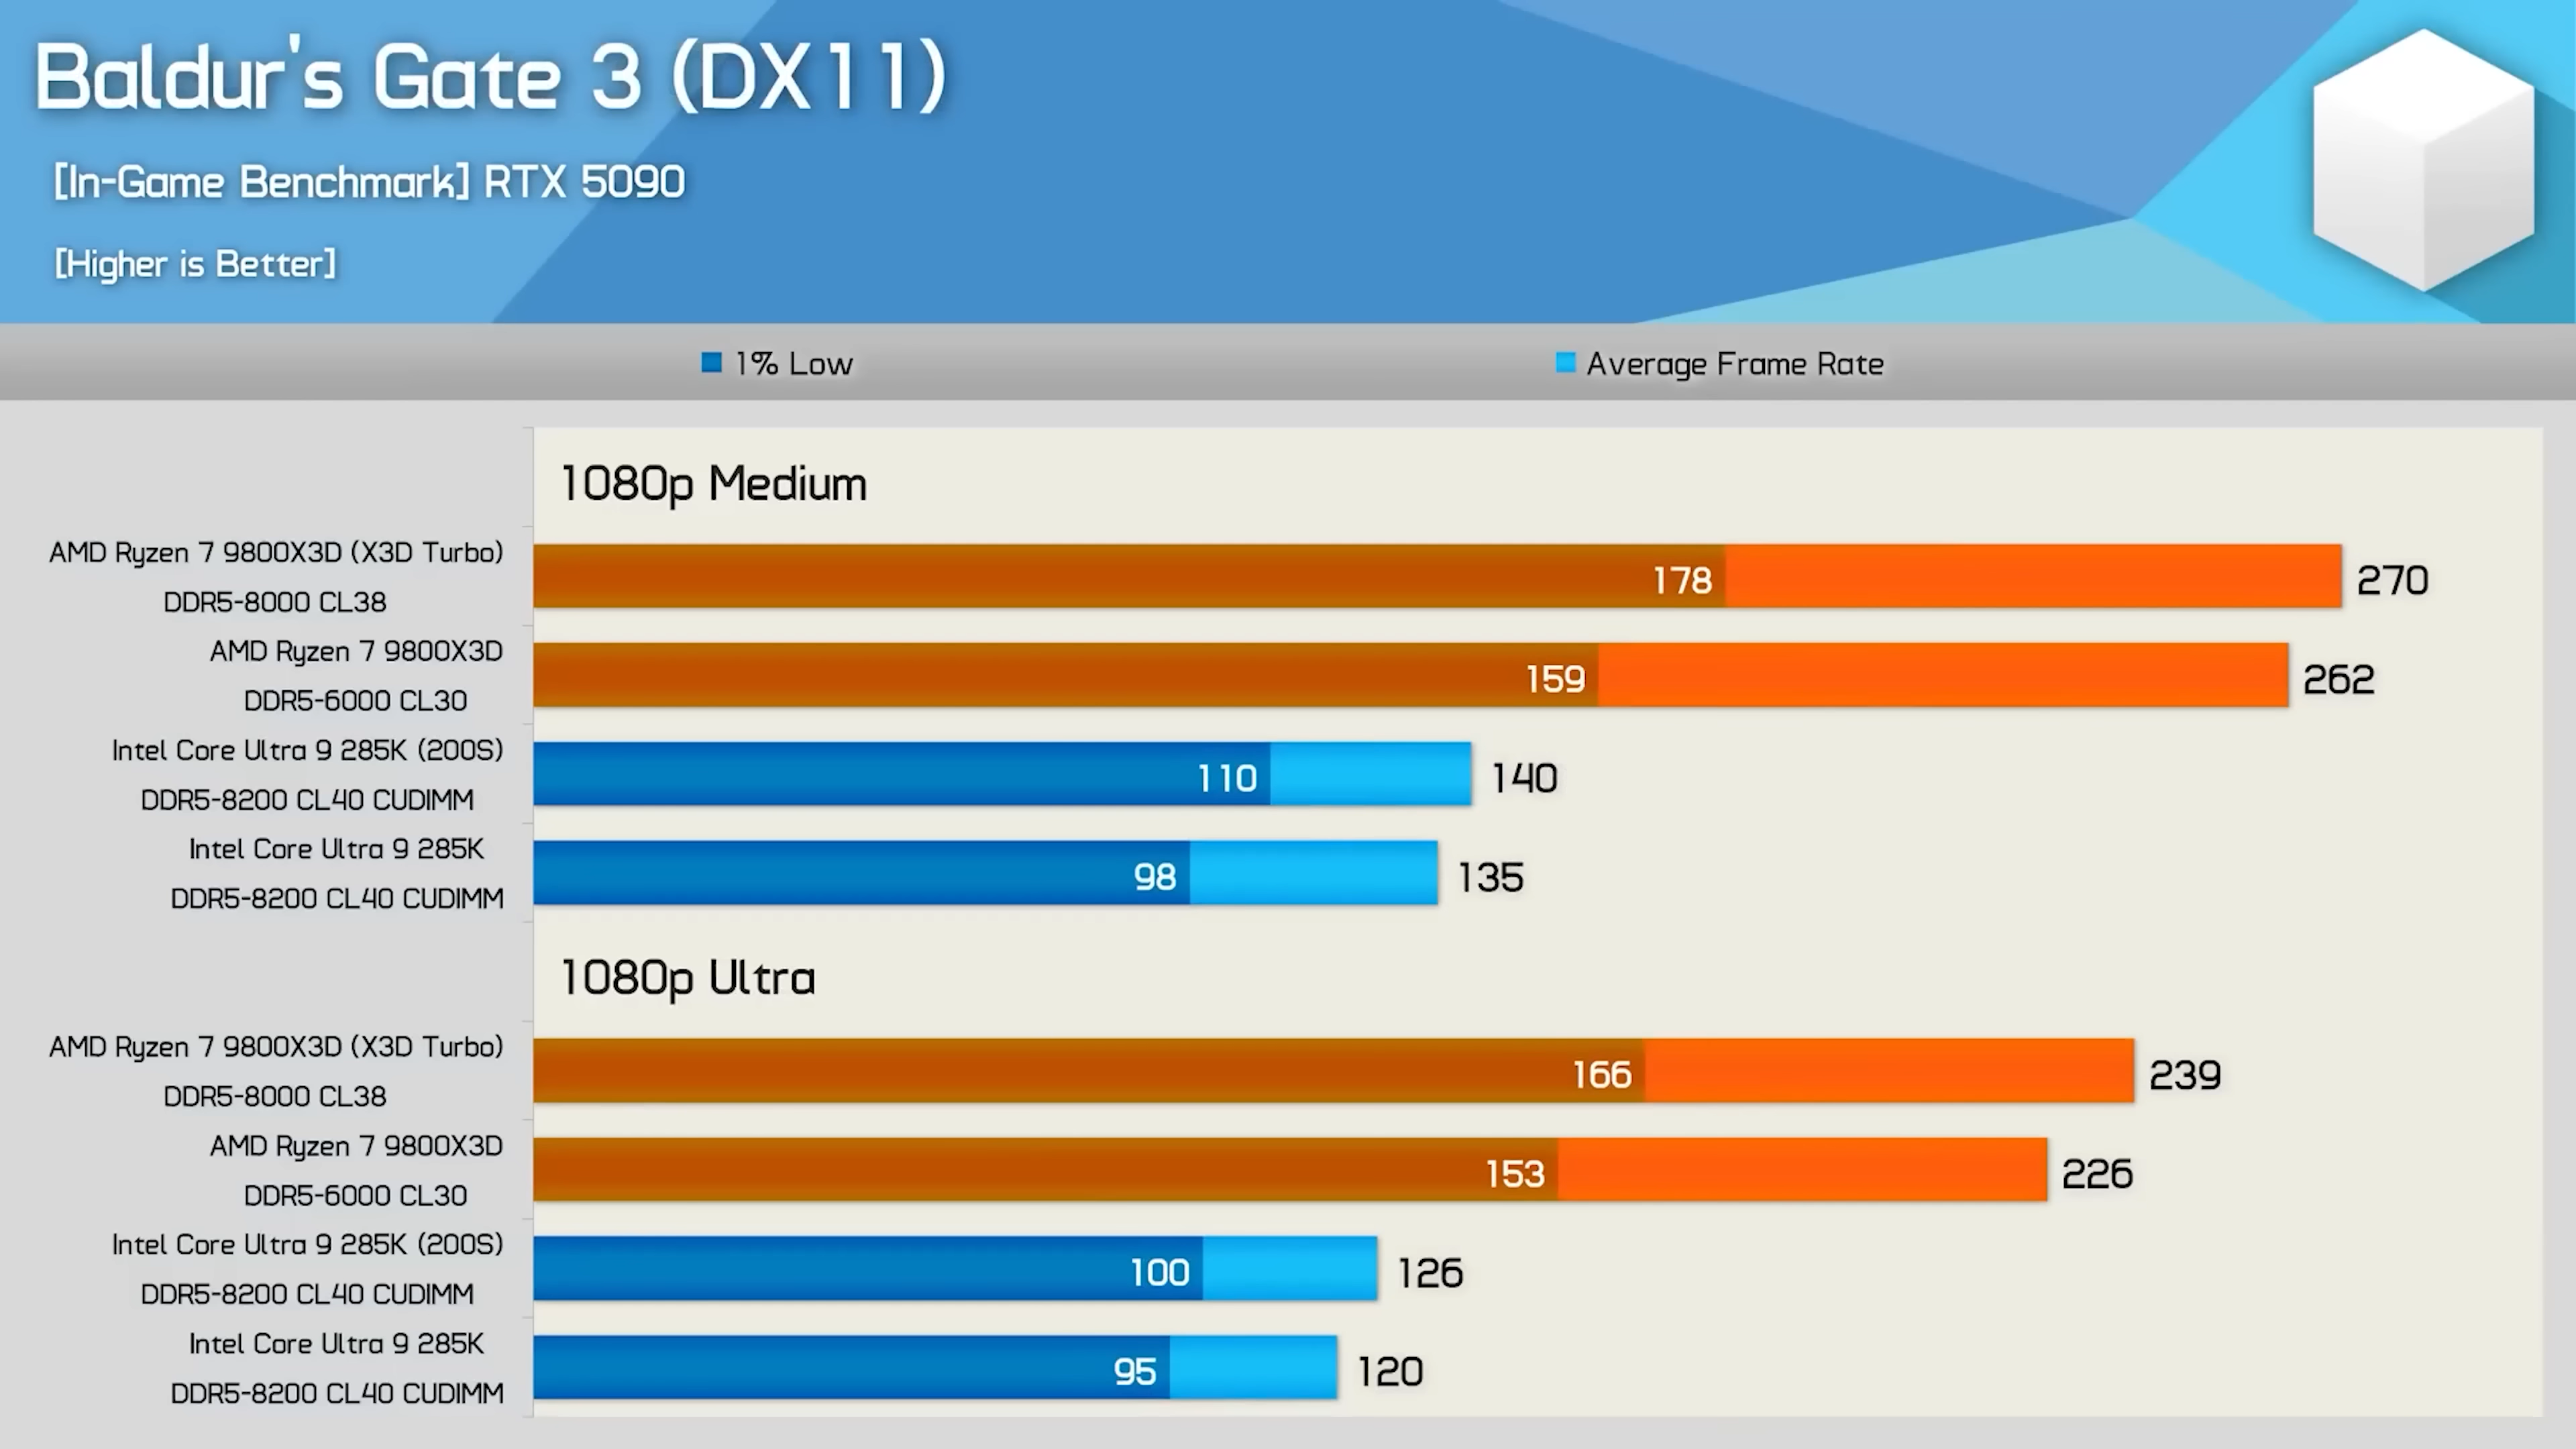 Baldur's Gate 3 (DX11)
[In-Game Benchmark] RTX 5090
[Higher is Better]
1% Low
Average Frame Rate
1080p Medium
AMD Ryzen 7 9800X3D (X3D Turbo)
DDR5-8000 CL38
178
270
AMD Ryzen 7 9800X3D
DDR5-6000 CL30
159
262
Intel Core Ultra 9 285K (200S)
DDR5-8200 CL40 CUDIMM
110
140
Intel Core Ultra 9 285K
DDR5-8200 CL40 CUDIMM
98
135
1080p Ultra
AMD Ryzen 7 9800X3D (X3D Turbo)
DDR5-8000 CL38
166
239
AMD Ryzen 7 9800X3D
DDR5-6000 CL30
153
226
Intel Core Ultra 9 285K (200S)
DDR5-8200 CL40 CUDIMM
100
126
Intel Core Ultra 9 285K
DDR5-8200 CL40 CUDIMM
95
120